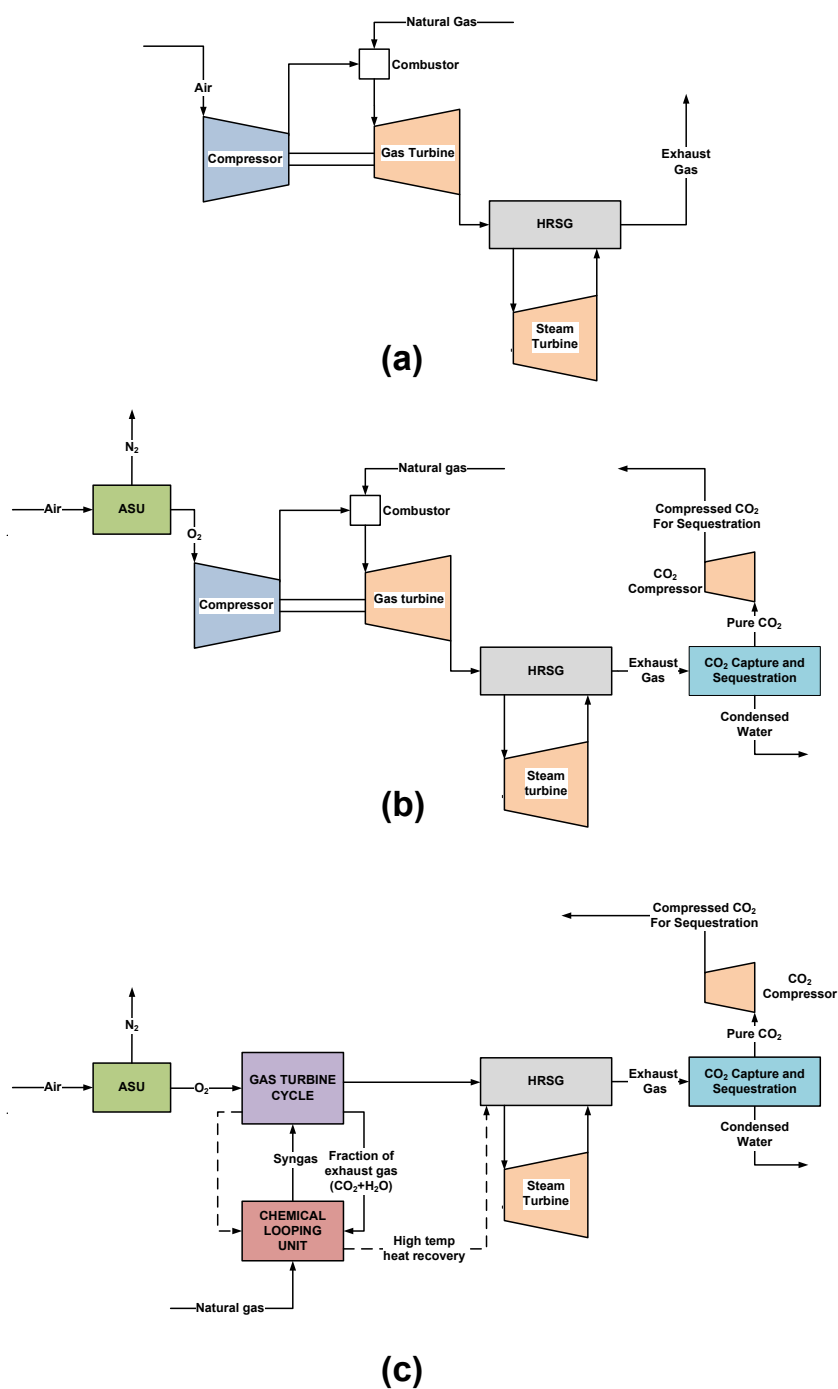 Natural Gas
Combustor
Air
Compressor
Gas Turbine
Exhaust
Gas
HRSG
Steam
Turbine
(a)
N2
Natural gas
Compressed CO2
For Sequestration
Air
ASU
O2
Combustor
CO2
Compressor
Compressor
Gas turbine
Pure CO2
HRSG
Exhaust
Gas
CO2 Capture and
Sequestration
Condensed
Water
Steam
turbine
(b)
Compressed CO2
For Sequestration
CO2
Compressor
N2
Pure CO2
Air
ASU
O2
GAS TURBINE
CYCLE
HRSG
Exhaust
Gas
CO2 Capture and
Sequestration
Condensed
Water
Syngas
Fraction of
exhaust gas
(CO2+H2O)
Steam
Turbine
CHEMICAL
LOOPING
UNIT
High temp
heat recovery
Natural gas
(c)